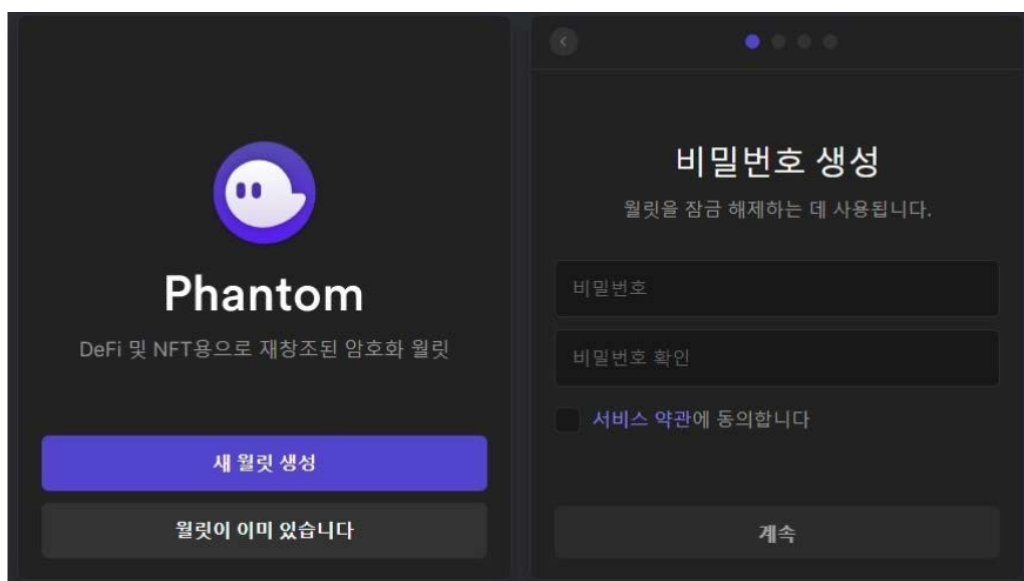 Phantom
DeFi 및 NFT용으로 재창조된 암호화 월릿
새 월릿 생성
월릿이 이미 있습니다
비밀번호 생성
월릿을 잠금 해제하는 데 사용됩니다.
비밀번호
비밀번호 확인
서비스 약관에 동의합니다
계속